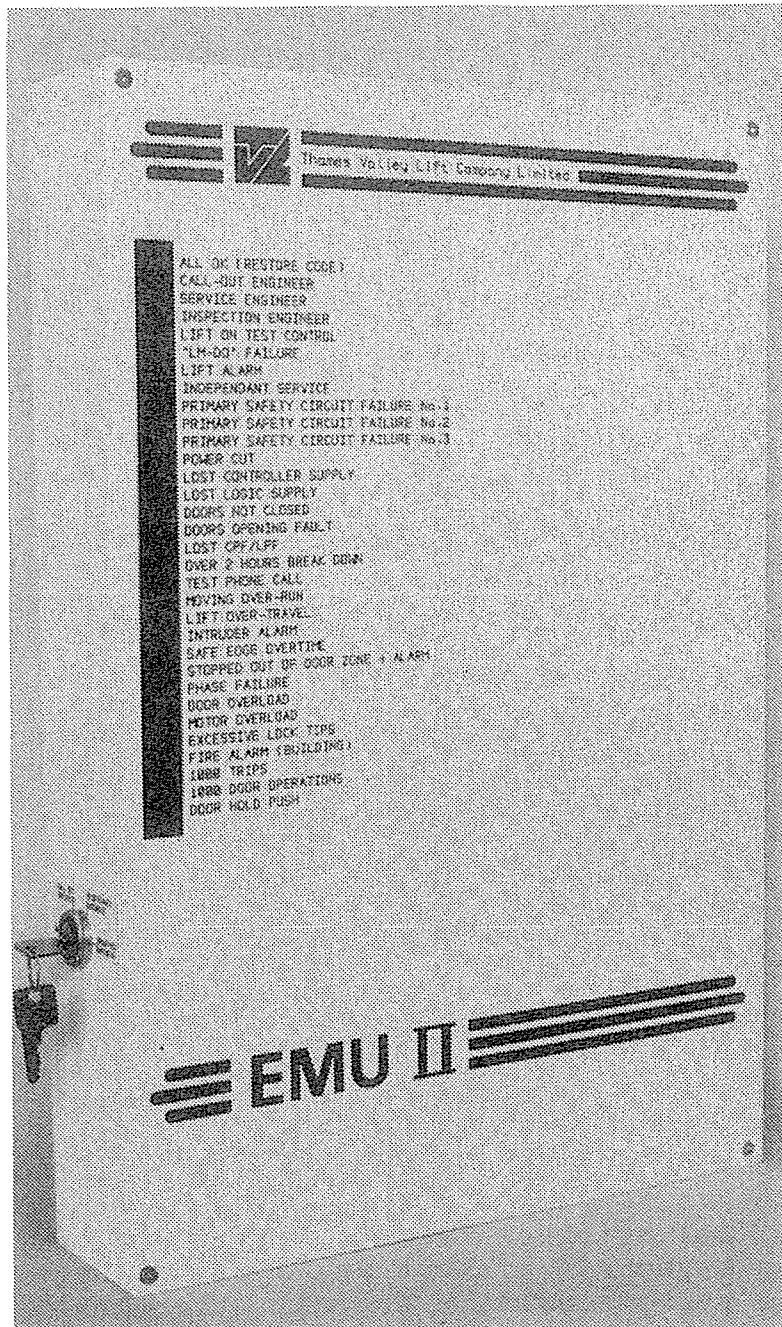 Thames Valley Lift Company Limited
ALL OK (RESTORE CODE)
CALL-OUT ENGINEER
SERVICE ENGINEER
INSPECTION ENGINEER
LIFT ON TEST CONTROL
"LM-DO" FAILURE
LIFT ALARM
INDEPENDANT SERVICE
PRIMARY SAFETY CIRCUIT FAILURE No.1
PRIMARY SAFETY CIRCUIT FAILURE No.2
PRIMARY SAFETY CIRCUIT FAILURE No.3
POWER CUT
LOST CONTROLLER SUPPLY
LOST LOGIC SUPPLY
DOORS NOT CLOSED
DOORS OPENING FAULT
LOST CPF/LPF
OVER 2 HOURS BREAK DOWN
TEST PHONE CALL
MOVING OVER-RUN
LIFT OVER-TRAVEL
INTRUDER ALARM
SAFE EDGE OVERTIME
STOPPED OUT OF DOOR ZONE + ALARM
PHASE FAILURE
DOOR OVERLOAD
MOTOR OVERLOAD
EXCESSIVE LOCK TIPS
FIRE ALARM (BUILDING)
1000 TRIPS
1000 DOOR OPERATIONS
DOOR HOLD PUSH
EMU II